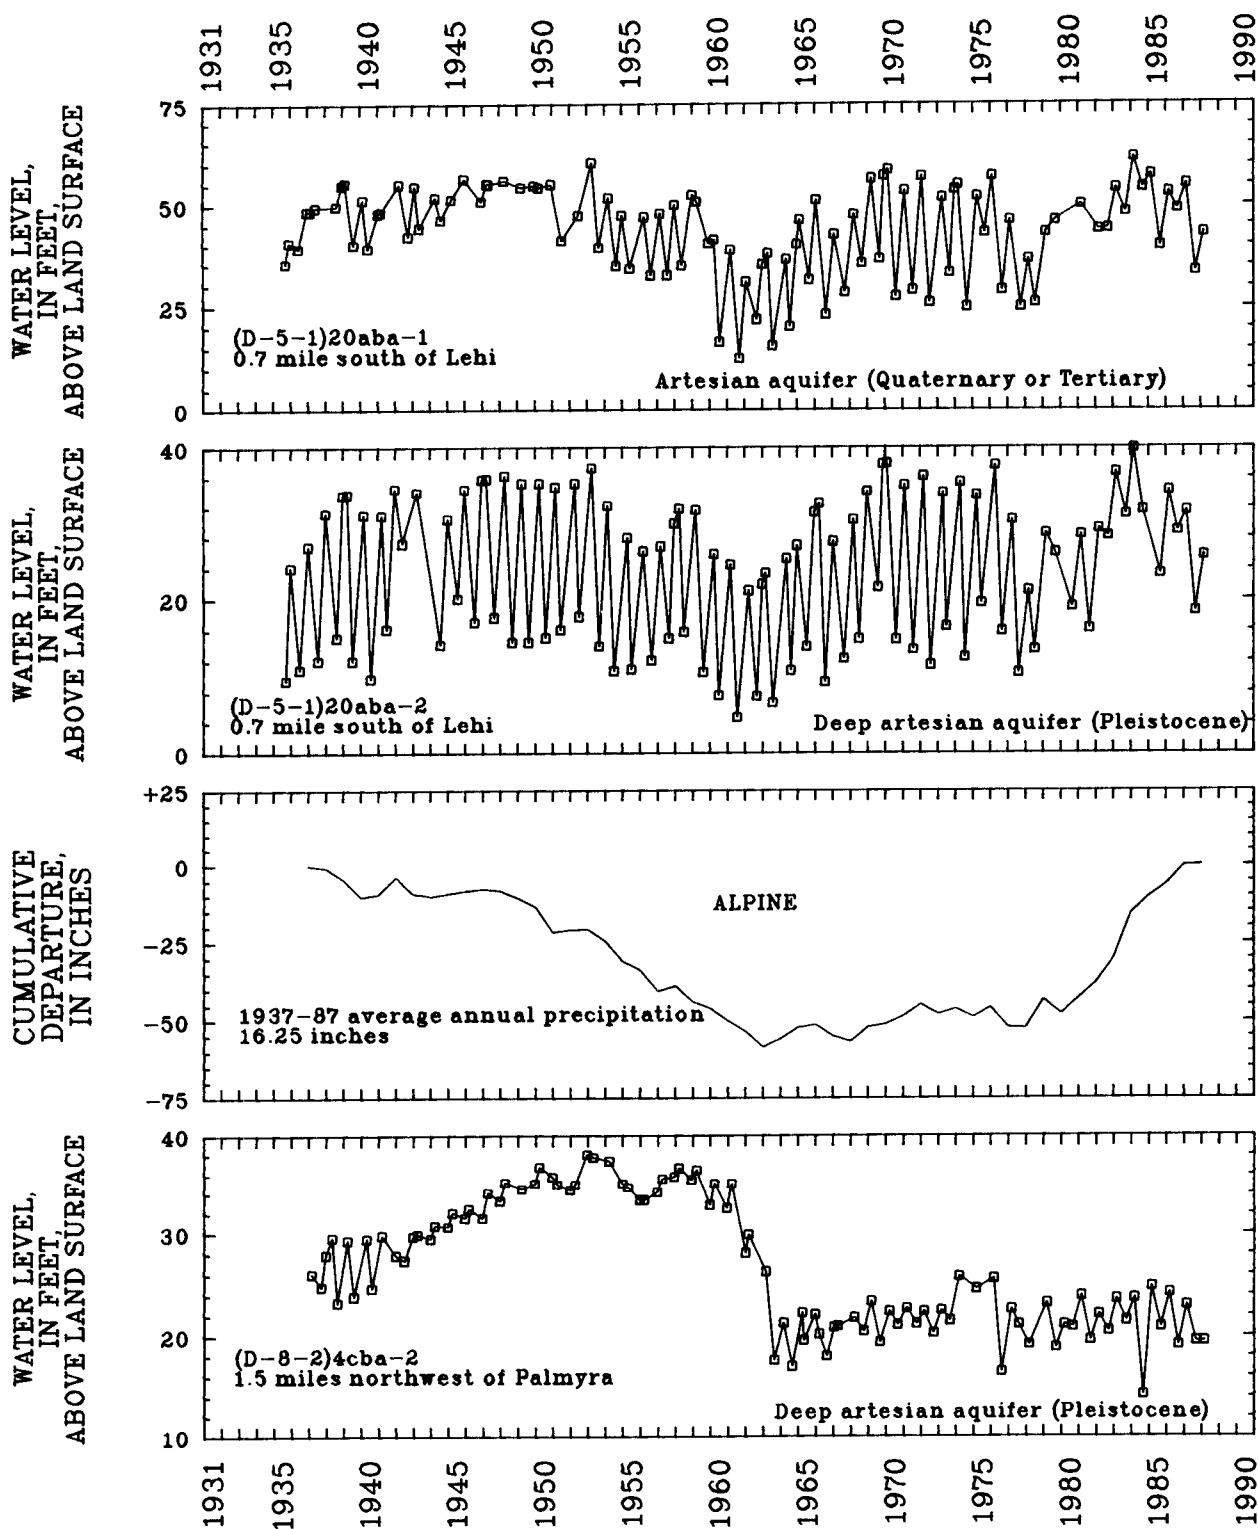 1931 1935 1940 1945 1950 1955 1960 1965 1970 1975 1980 1985 1990
WATER LEVEL,
IN FEET,
ABOVE LAND SURFACE
75
50
25
0
(D-5-1)20aba-1
0.7 mile south of Lehi
Artesian aquifer (Quaternary or Tertiary)
WATER LEVEL,
IN FEET,
ABOVE LAND SURFACE
40
20
0
(D-5-1)20aba-2
0.7 mile south of Lehi
Deep artesian aquifer (Pleistocene)
CUMULATIVE
DEPARTURE,
IN INCHES
+25
0
-25
-50
-75
ALPINE
1937-87 average annual precipitation
16.25 inches
WATER LEVEL,
IN FEET,
ABOVE LAND SURFACE
40
30
20
10
(D-8-2)4cba-2
1.5 miles northwest of Palmyra
Deep artesian aquifer (Pleistocene)
1931 1935 1940 1945 1950 1955 1960 1965 1970 1975 1980 1985 1990